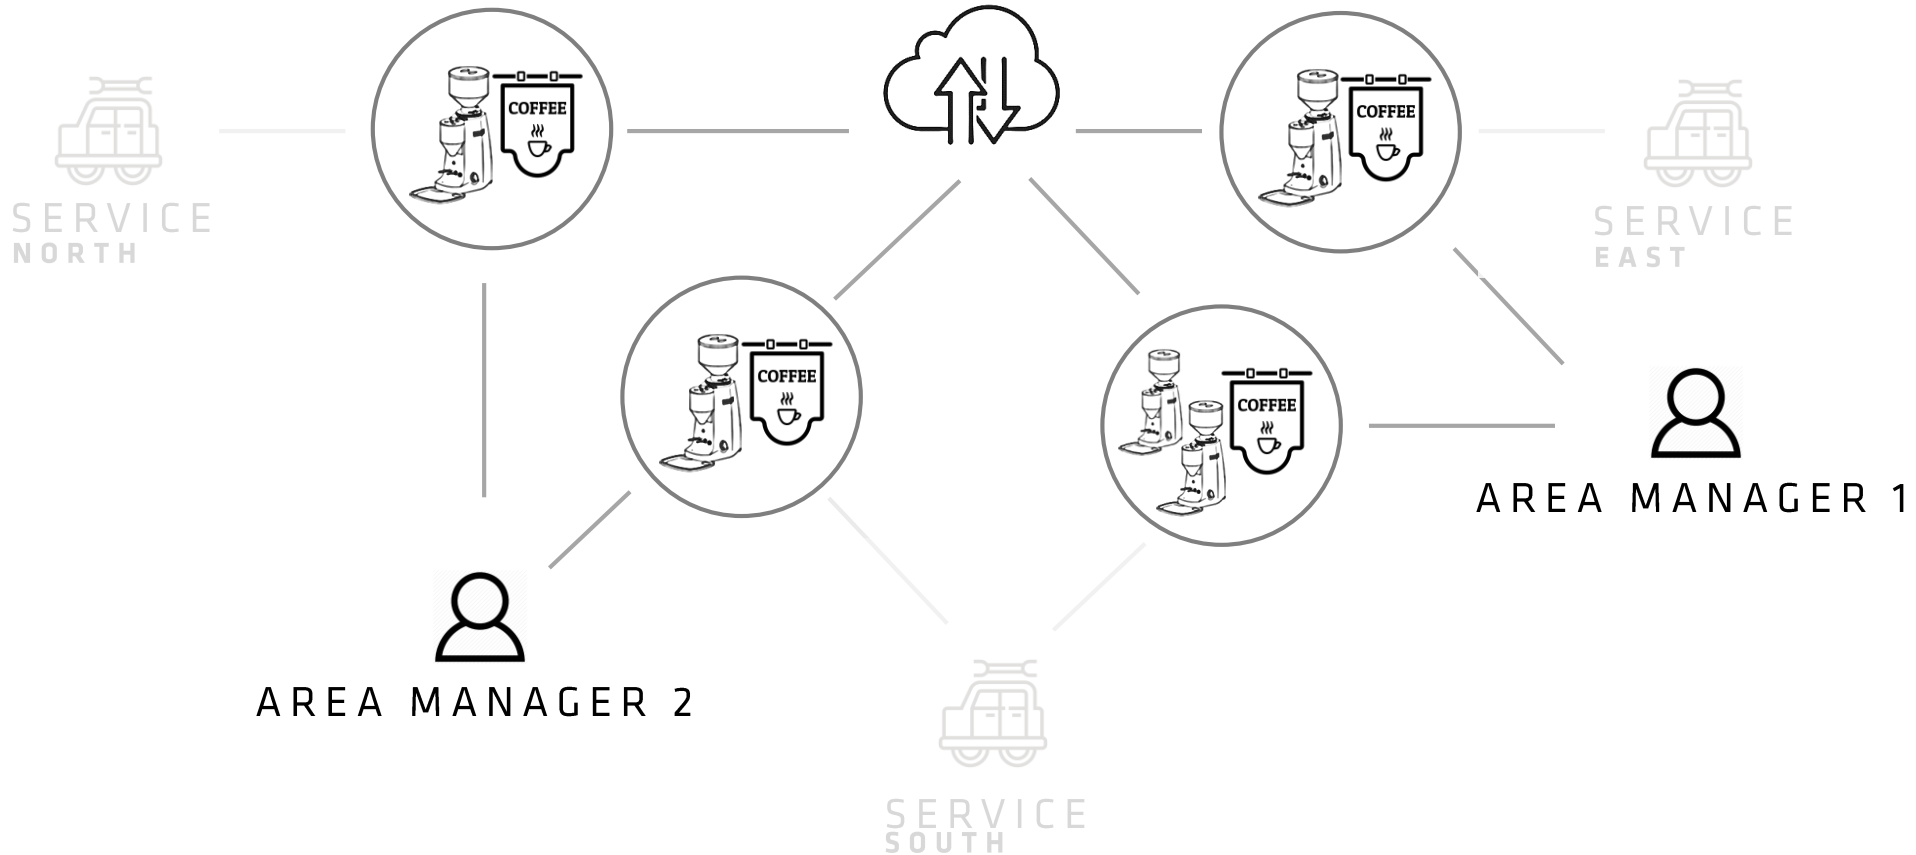 COFFEE
COFFEE
SERVICE
NORTH
SERVICE
EAST
COFFEE
COFFEE
AREA MANAGER 1
AREA MANAGER 2
SERVICE
SOUTH